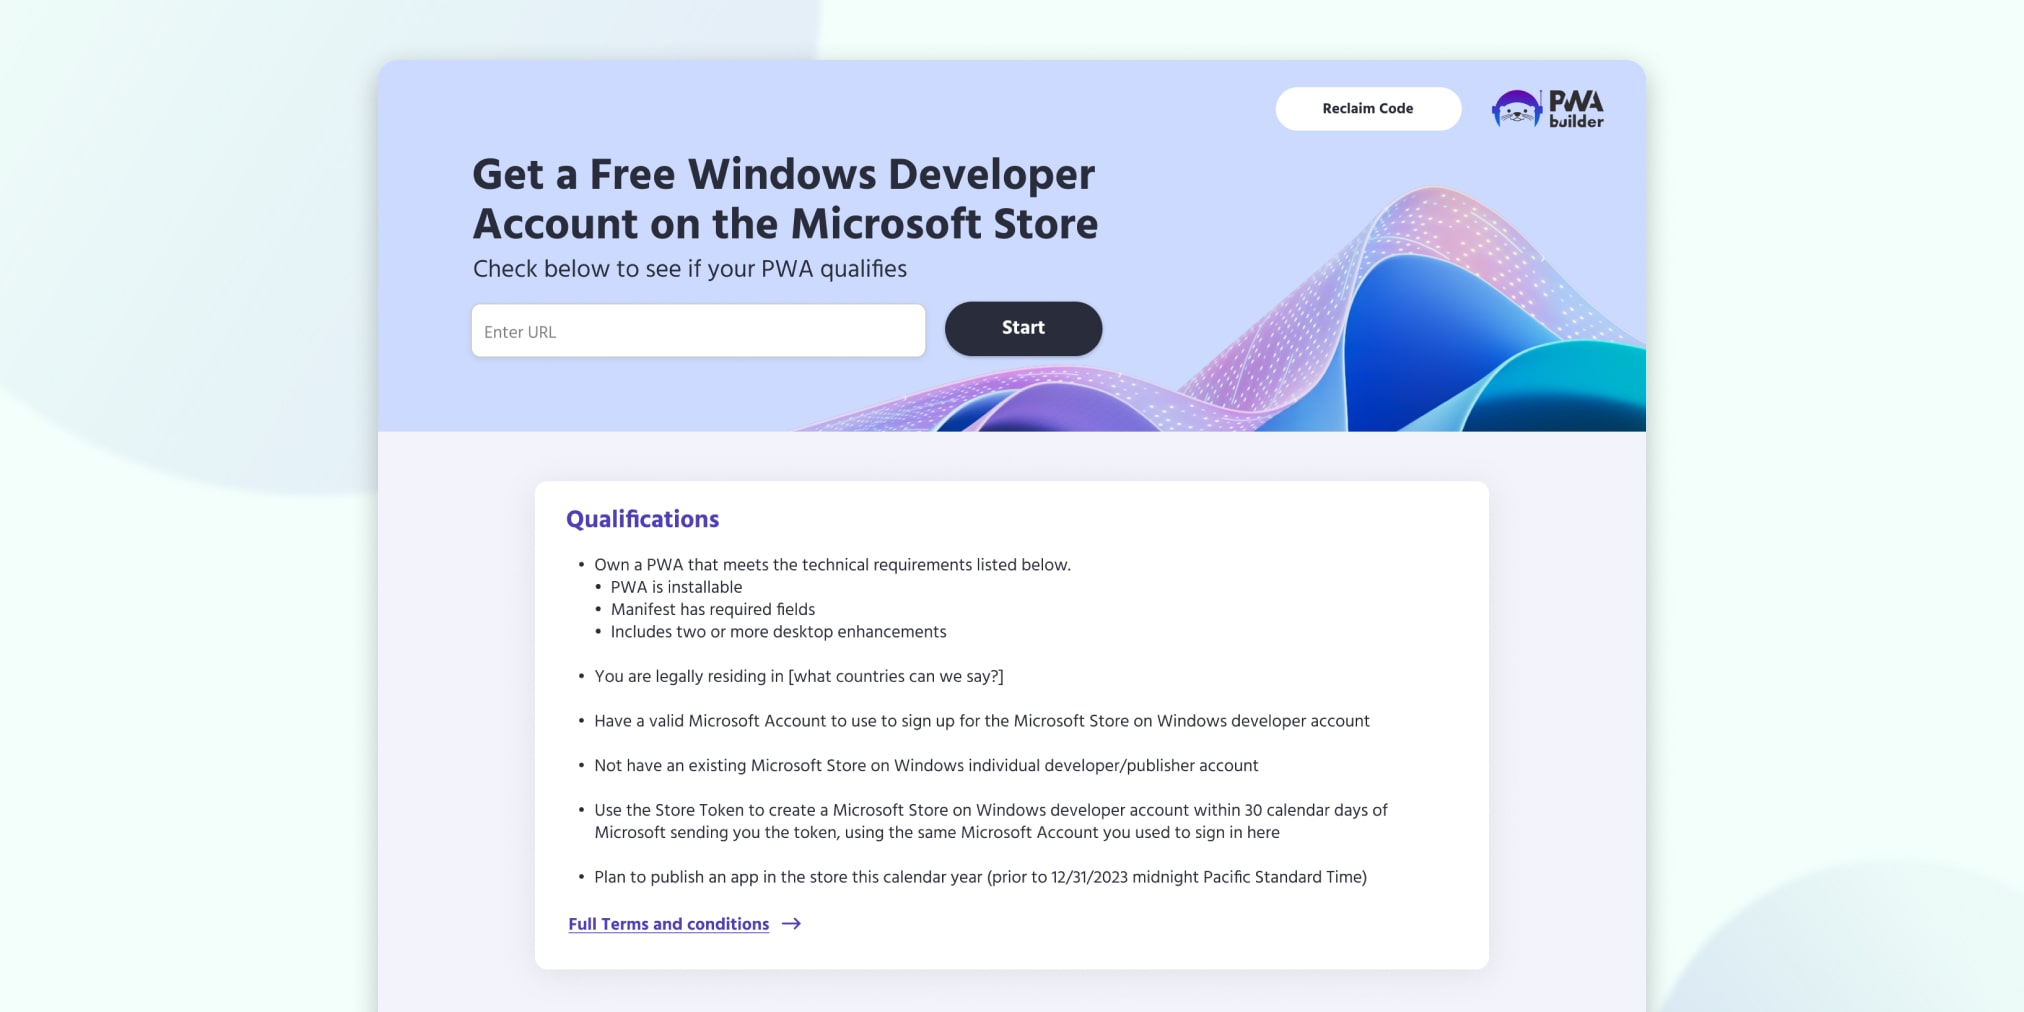 Reclaim Code
PWA
builder
Get a Free Windows Developer
Account on the Microsoft Store
Check below to see if your PWA qualifies
Enter URL
Start
Qualifications
• Own a PWA that meets the technical requirements listed below.
• PWA is installable
• Manifest has required fields
• Includes two or more desktop enhancements
• You are legally residing in [what countries can we say?]
• Have a valid Microsoft Account to use to sign up for the Microsoft Store on Windows developer account
• Not have an existing Microsoft Store on Windows individual developer/publisher account
• Use the Store Token to create a Microsoft Store on Windows developer account within 30 calendar days of
Microsoft sending you the token, using the same Microsoft Account you used to sign in here
• Plan to publish an app in the store this calendar year (prior to 12/31/2023 midnight Pacific Standard Time)
Full Terms and conditions →